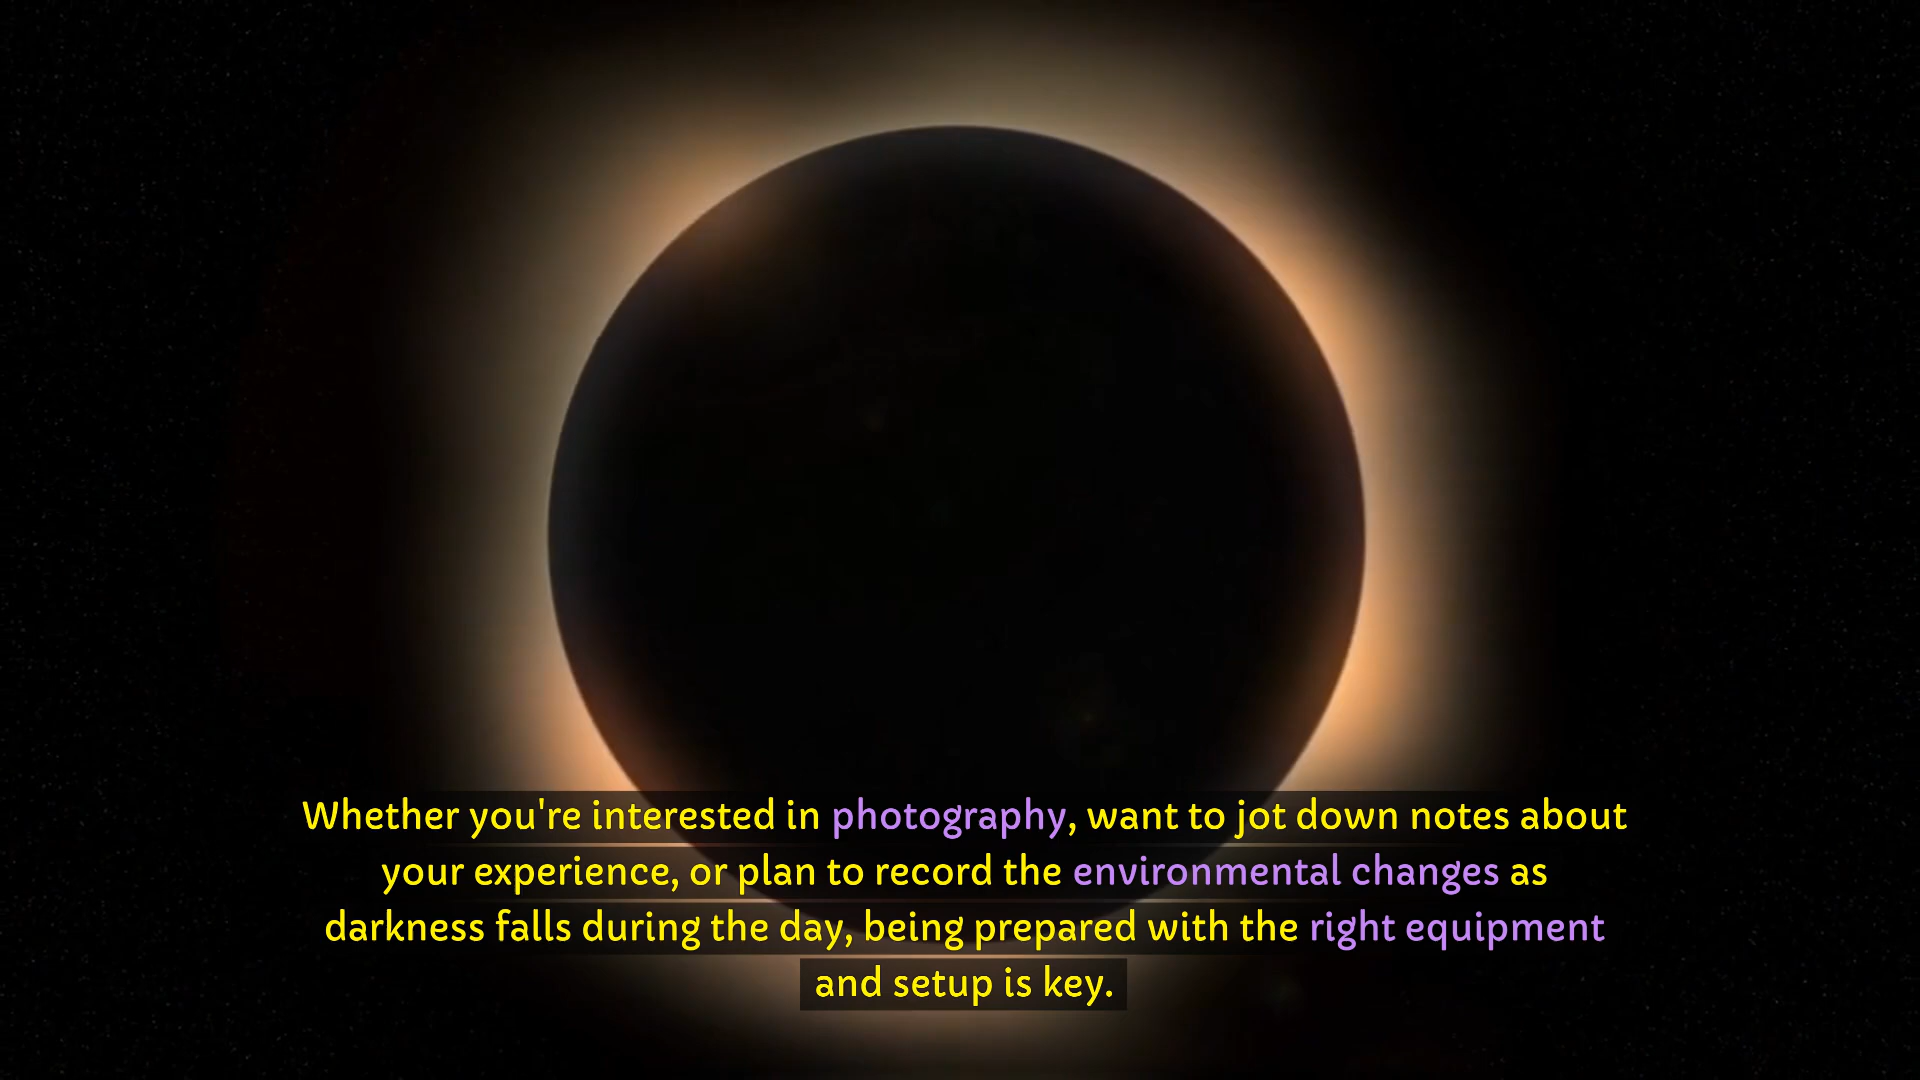 Whether you're interested in photography, want to jot down notes about
your experience, or plan to record the environmental changes as
darkness falls during the day, being prepared with the right equipment
and setup is key.